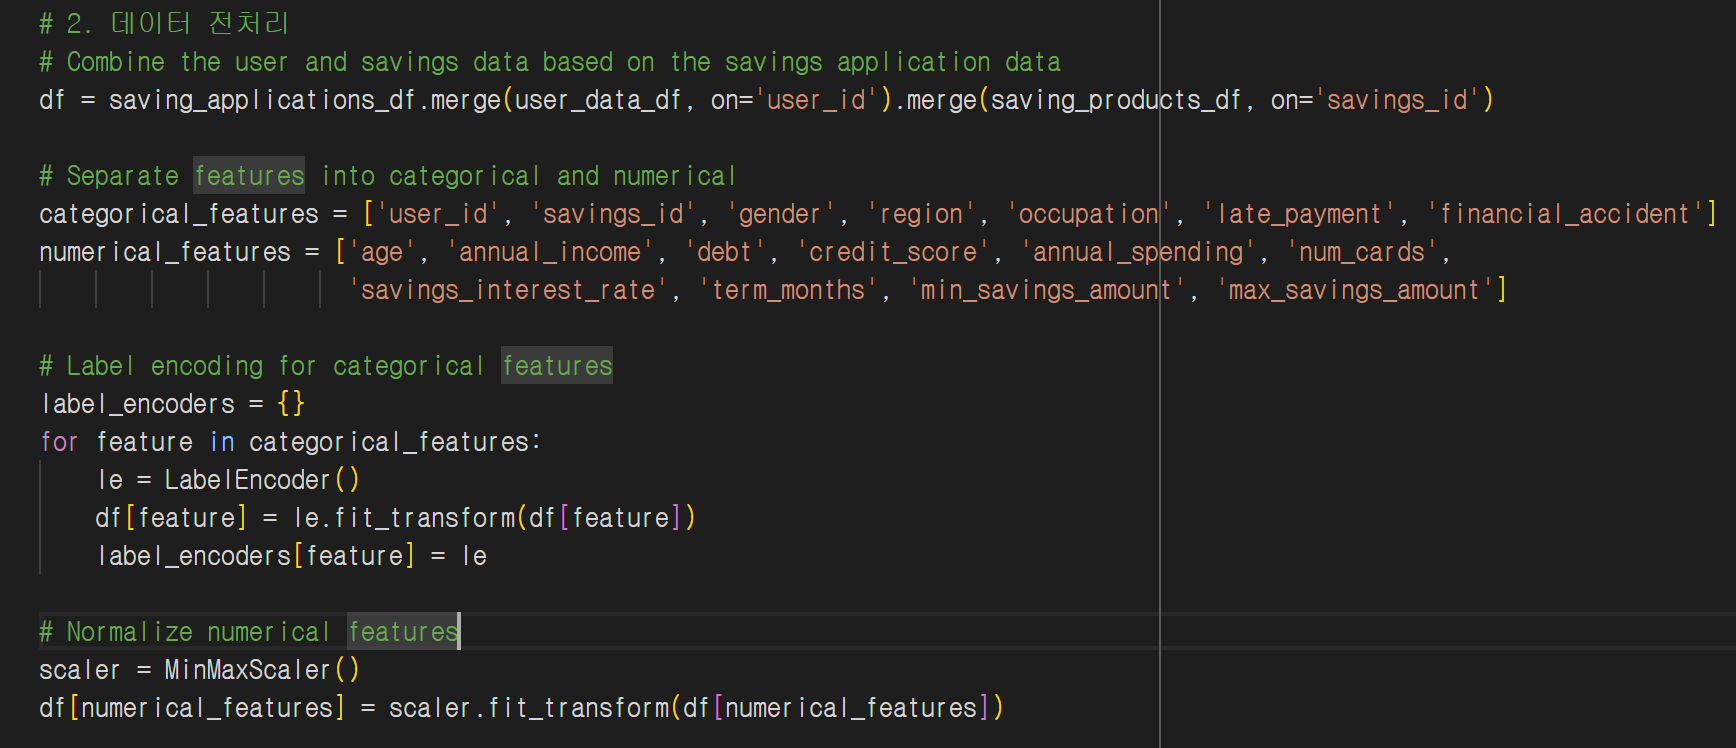 # 2. 데이터 전처리
# Combine the user and savings data based on the savings application data
df = saving_applications_df.merge(user_data_df, on='user_id').merge(saving_products_df, on='savings_id')
# Separate features into categorical and numerical
categorical_features = ['user_id', 'savings_id', 'gender', 'region', 'occupation', 'late_payment', 'financial_accident']
numerical_features = ['age', 'annual_income', 'debt', 'credit_score', 'annual_spending', 'num_cards',
'savings_interest_rate', 'term_months', 'min_savings_amount', 'max_savings_amount']
# Label encoding for categorical features
label_encoders = {}
for feature in categorical_features:
le = LabelEncoder()
df[feature] = le.fit_transform(df[feature])
label_encoders[feature] = le
# Normalize numerical features
scaler = MinMaxScaler()
df[numerical_features] = scaler.fit_transform(df[numerical_features])